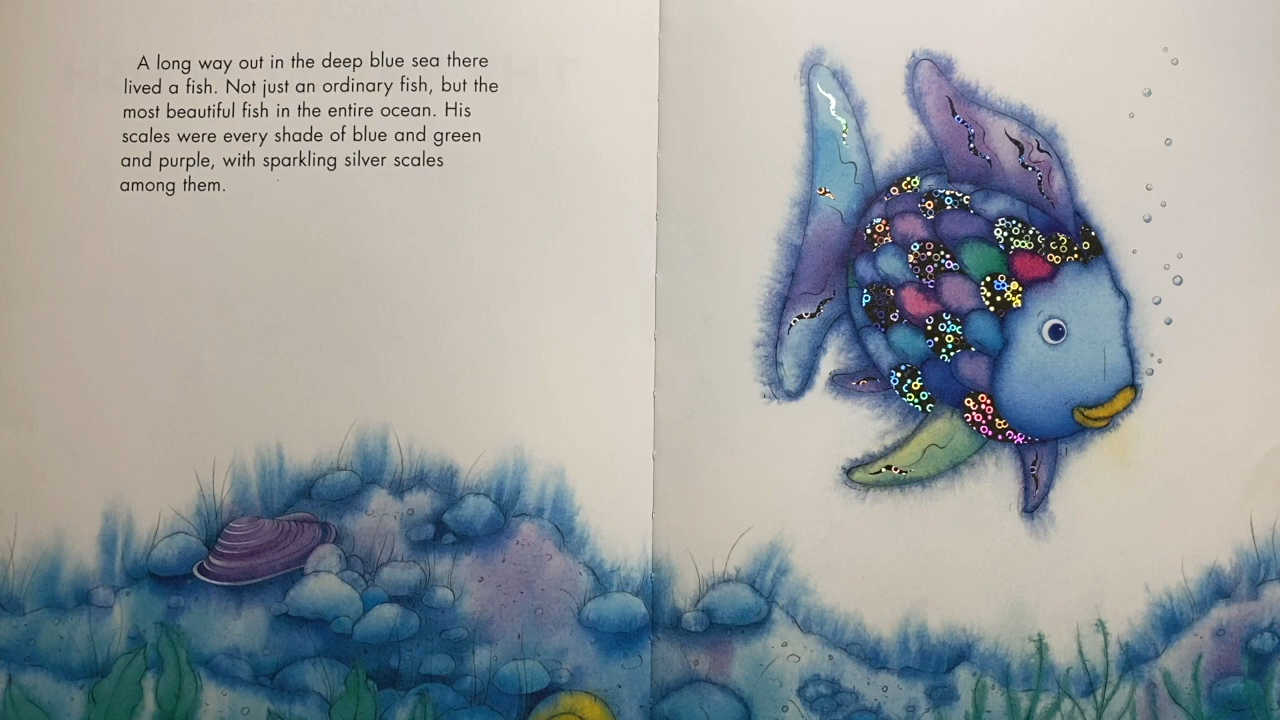 A long way out in the deep blue sea there
lived a fish. Not just an ordinary fish, but the
most beautiful fish in the entire ocean. His
scales were every shade of blue and green
and purple, with sparkling silver scales
among them.